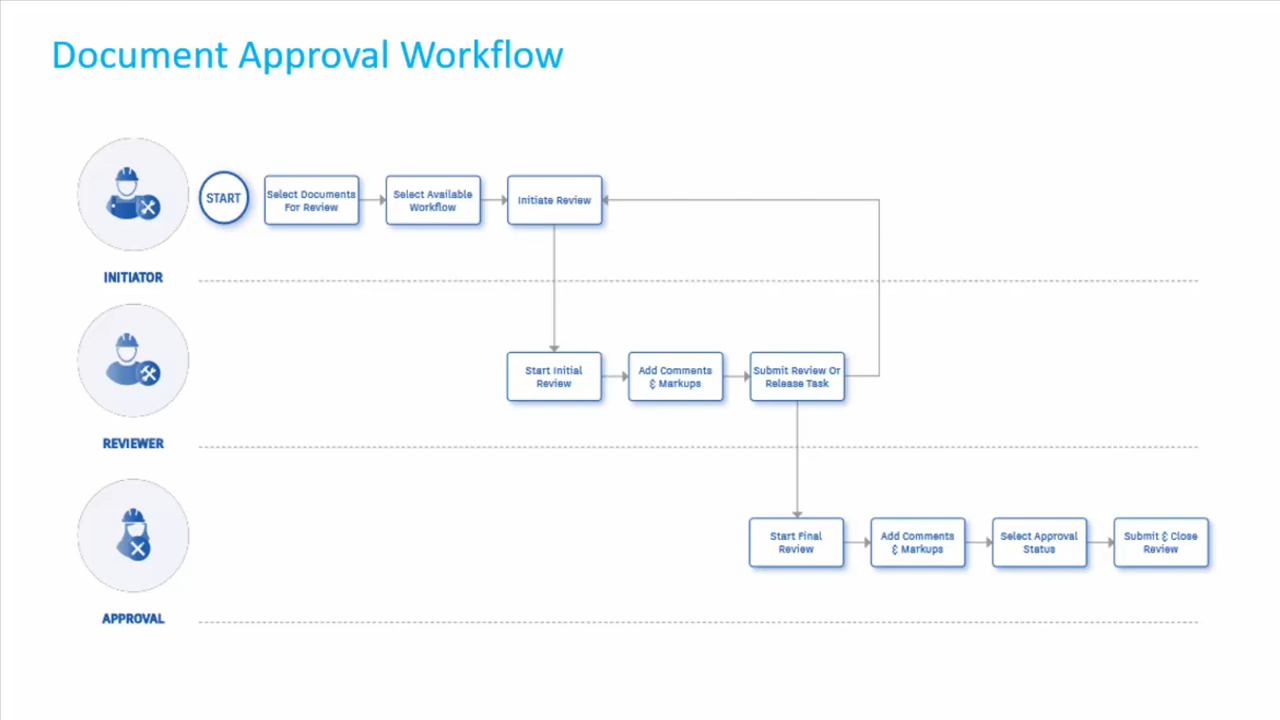 Document Approval Workflow
START
Select Documents
For Review
Select Available
Workflow
Initiate Review
INITIATOR
Start Initial
Review
Add Comments
& Markups
Submit Review Or
Release Task
REVIEWER
Start Final
Review
Add Comments
& Markups
Select Approval
Status
Submit & Close
Review
APPROVAL